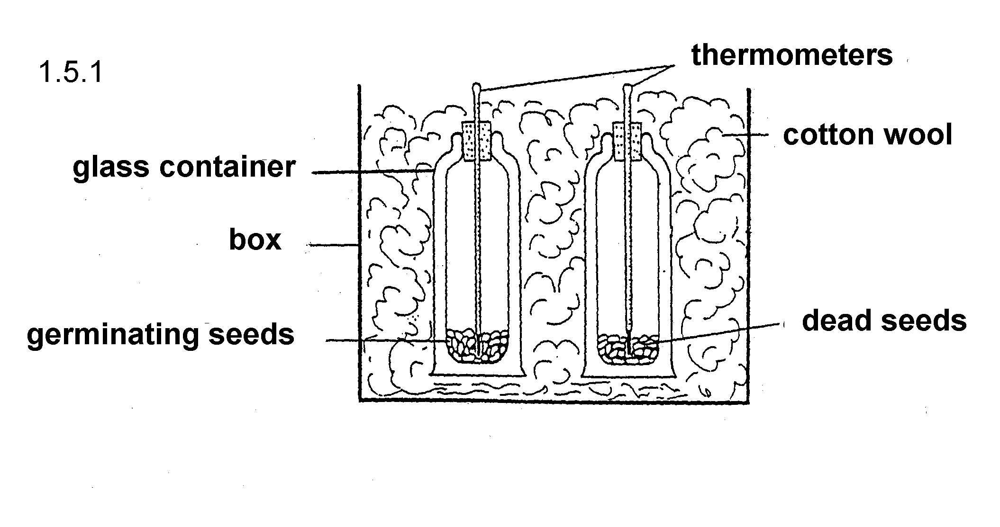 thermometers
1.5.1
cotton wool
glass container
box
dead seeds
germinating seeds